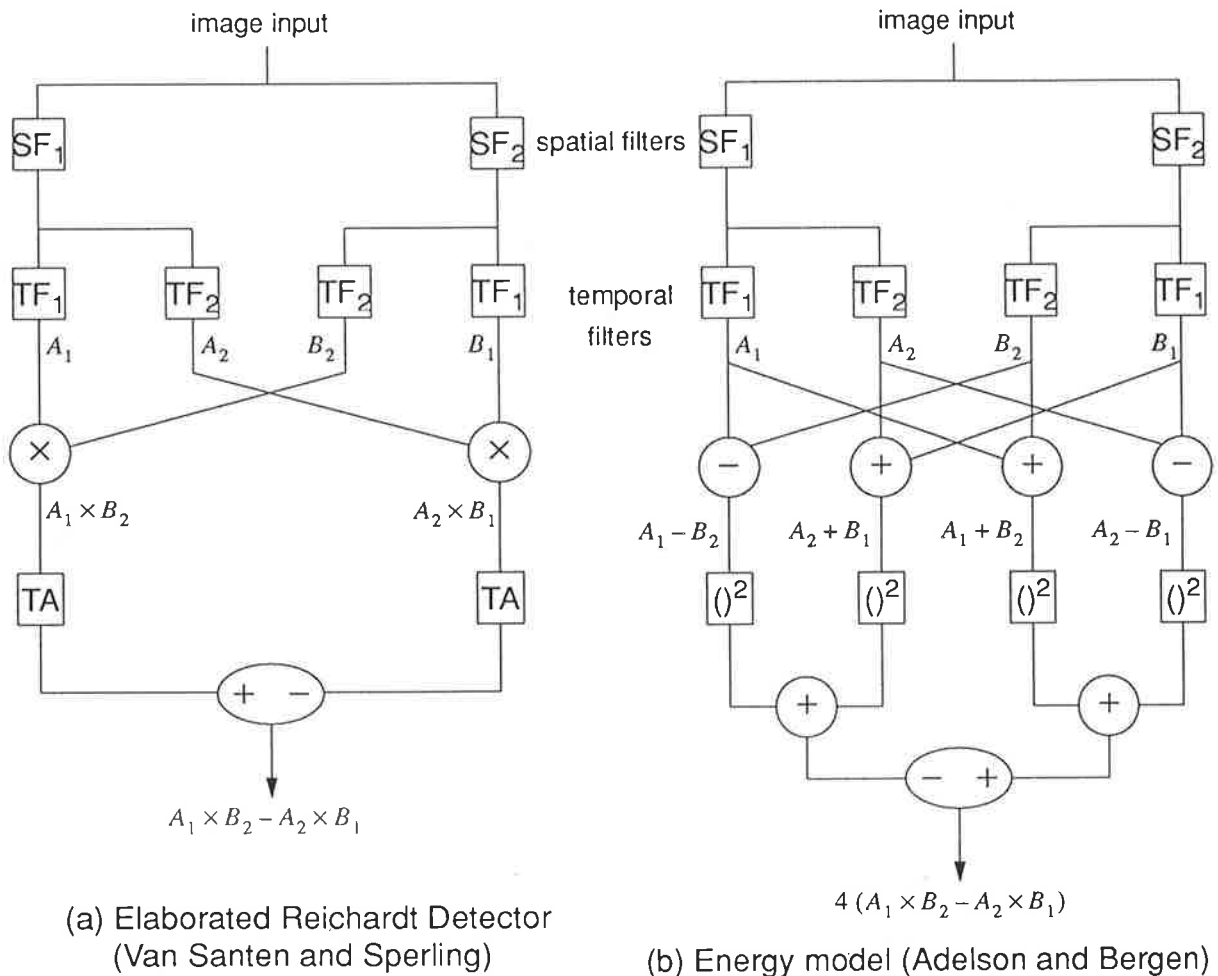 image input
image input
SF1
SF2
spatial filters
SF1
SF2
TF1
TF2
TF2
TF1
temporal
filters
TF1
TF2
TF2
TF1
A1
A2
B2
B1
A1
A2
B2
B1
×
×
−
+
+
−
A1 × B2
A2 × B1
A1 − B2
A2 + B1
A1 + B2
A2 − B1
TA
TA
()2
()2
()2
()2
+ −
+
+
− +
A1 × B2 − A2 × B1
4 (A1 × B2 − A2 × B1)
(a) Elaborated Reichardt Detector
(Van Santen and Sperling)
(b) Energy model (Adelson and Bergen)